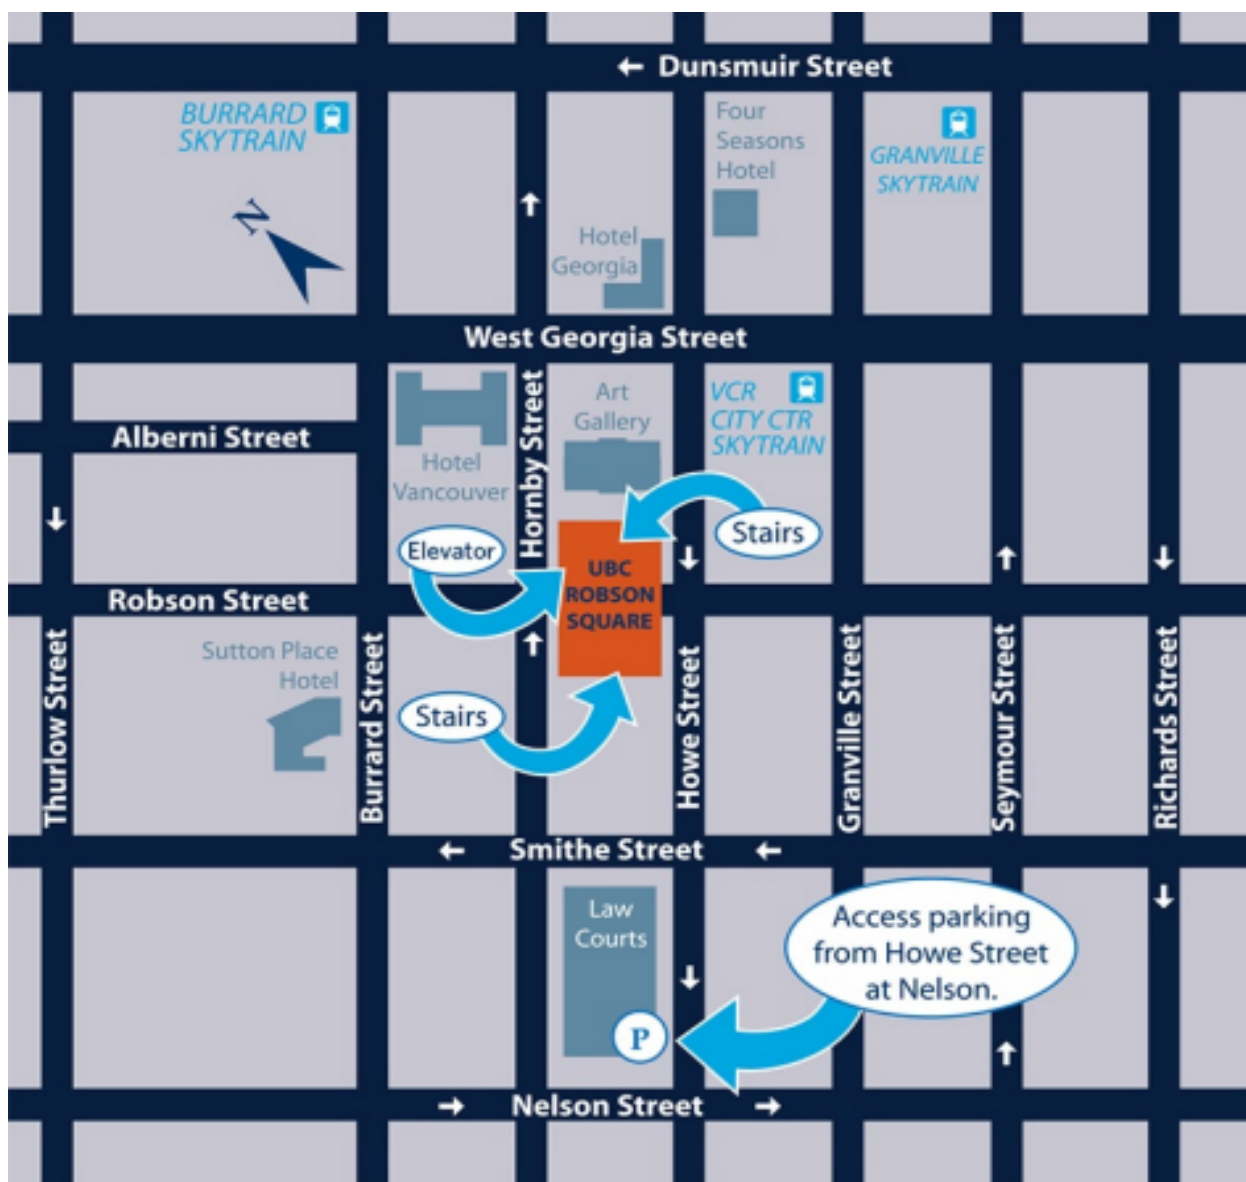 ← Dunsmuir Street
BURRARD
SKYTRAIN
Four
Seasons
Hotel
GRANVILLE
SKYTRAIN
N
Hotel
Georgia
West Georgia Street
Hornby Street
Art
Gallery
VCR
CITY CTR
SKYTRAIN
Alberni Street
Hotel
Vancouver
Stairs
Elevator
UBC
ROBSON
SQUARE
Robson Street
Sutton Place
Hotel
Stairs
Thurlow Street
Burrard Street
Howe Street
Granville Street
Seymour Street
Richards Street
← Smithe Street ←
Law
Courts
Access parking
from Howe Street
at Nelson.
P
→ Nelson Street →